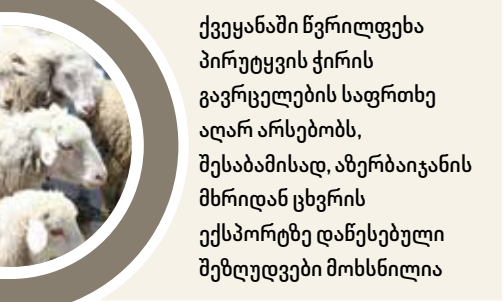 ქვეყანაში წვრილფეხა
პირუტყვის ჭირის
გავრცელების საფრთხე
აღარ არსებობს,
შესაბამისად, აზერბაიჯანის
მხრიდან ცხვრის
ექსპორტზე დაწესებული
შეზღუდვები მოხსნილია